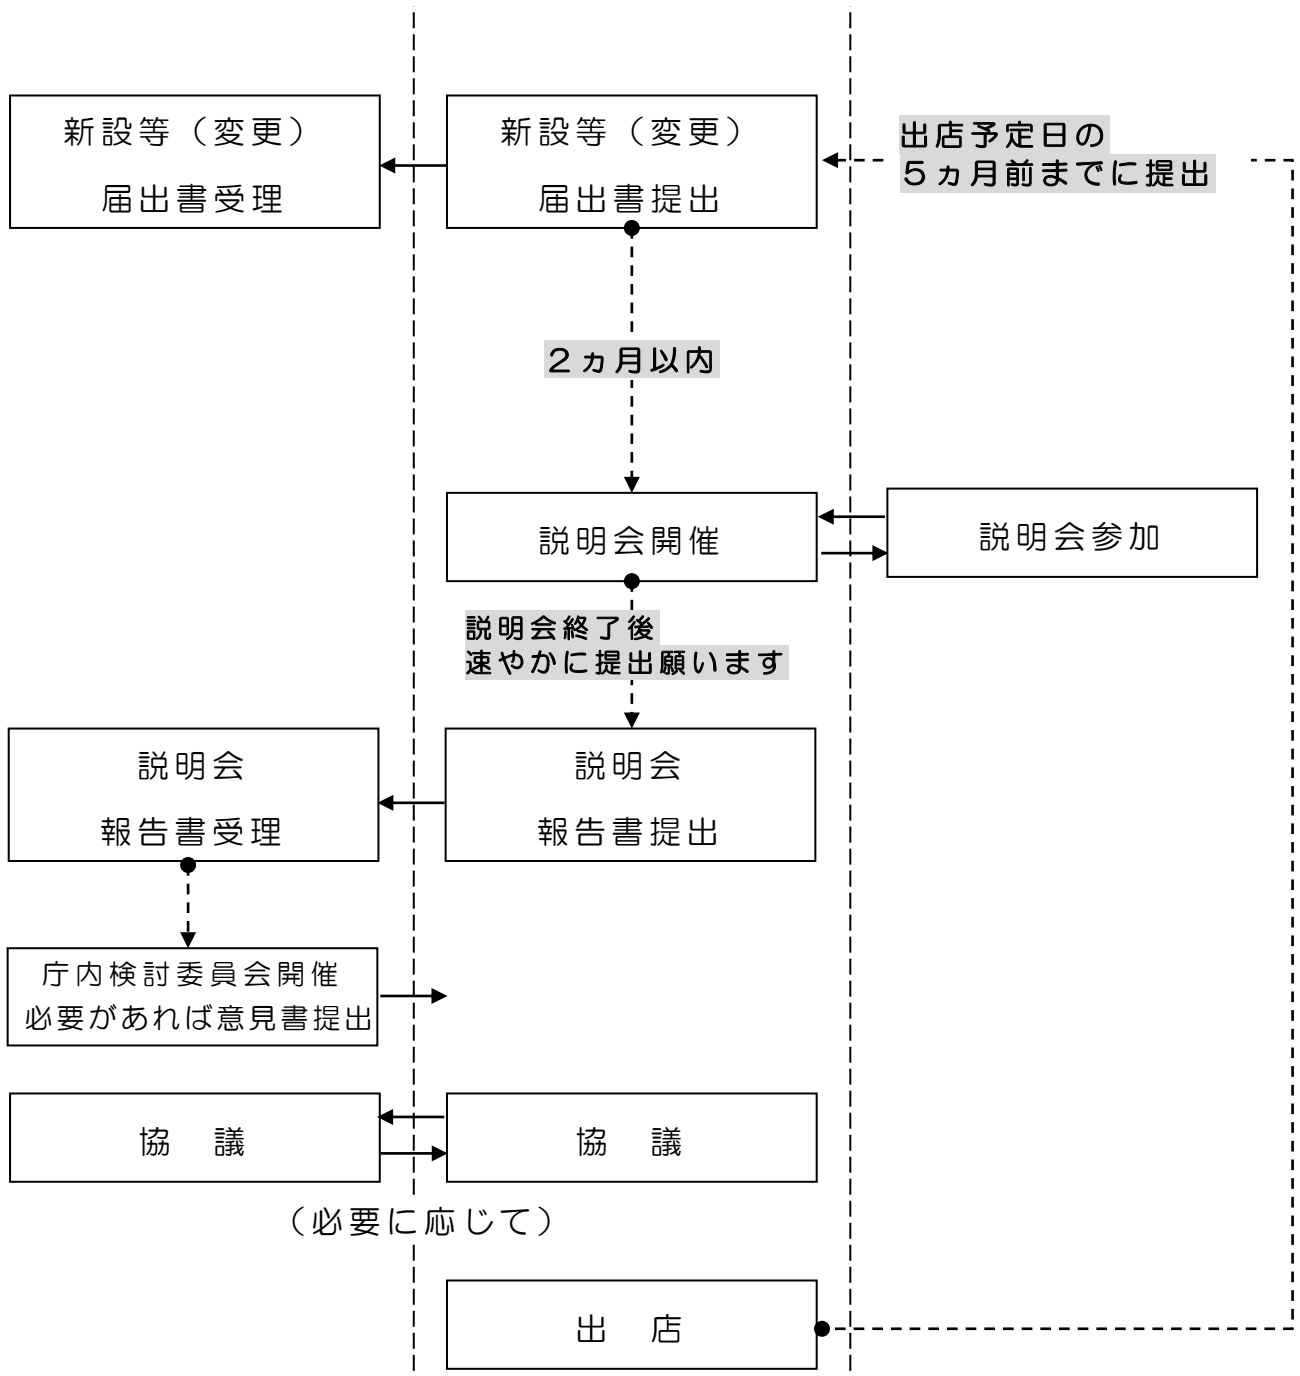 新設等（変更）
届出書受理
新設等（変更）
届出書提出
出店予定日の
５ヵ月前までに提出
２ヵ月以内
説明会開催
説明会参加
説明会終了後
速やかに提出願います
説明会
報告書受理
説明会
報告書提出
庁内検討委員会開催
必要があれば意見書提出
協　議
協　議
（必要に応じて）
出　店